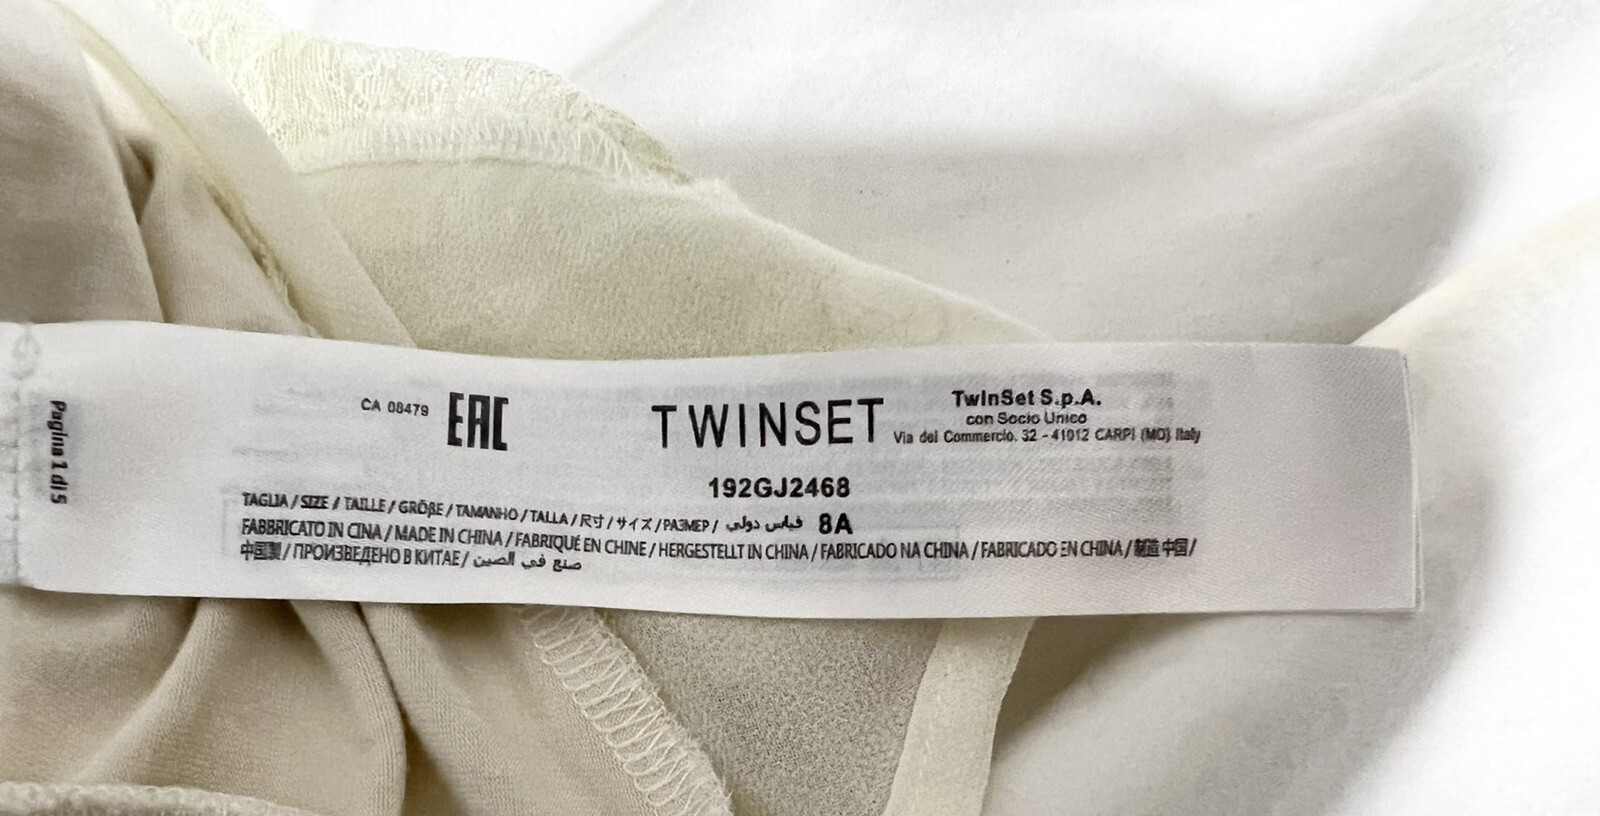 Pagina 1 di 5
CA 08479
EAC
TWINSET
TwinSet S.p.A.
con Socio Unico
Via del Commercio. 32 - 41012 CARPI (MO) Italy
192GJ2468
TAGLIA / SIZE / TAILLE / GRÖßE / TAMANHO / TALLA / 尺寸 / サイズ / РАЗМЕР / قياس دولي 8A
FABBRICATO IN CINA / MADE IN CHINA / FABRIQUÉ EN CHINE / HERGESTELLT IN CHINA / FABRICADO NA CHINA / FABRICADO EN CHINA / 制造 中国 /
中国製 / ПРОИЗВЕДЕНО В КИТАЕ / صنع في الصين